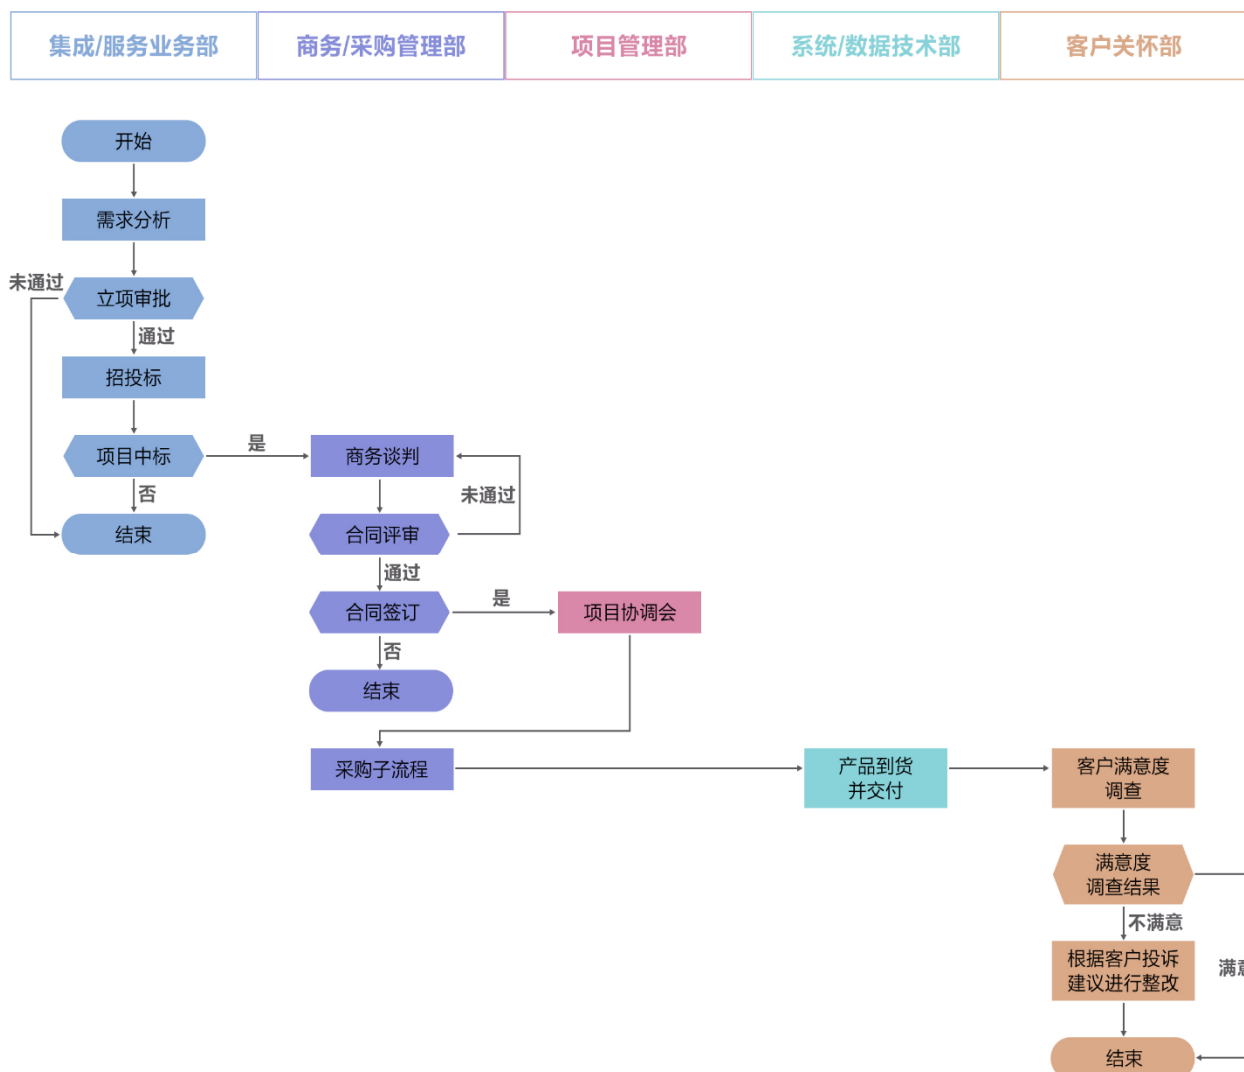 集成/服务业务部
商务/采购管理部
项目管理部
系统/数据技术部
客户关怀部
开始
需求分析
未通过
立项审批
通过
招投标
项目中标
是
商务谈判
否
未通过
结束
合同评审
通过
合同签订
是
项目协调会
否
结束
采购子流程
产品到货
并交付
客户满意度
调查
满意度
调查结果
不满意
根据客户投诉
建议进行整改
满意
结束